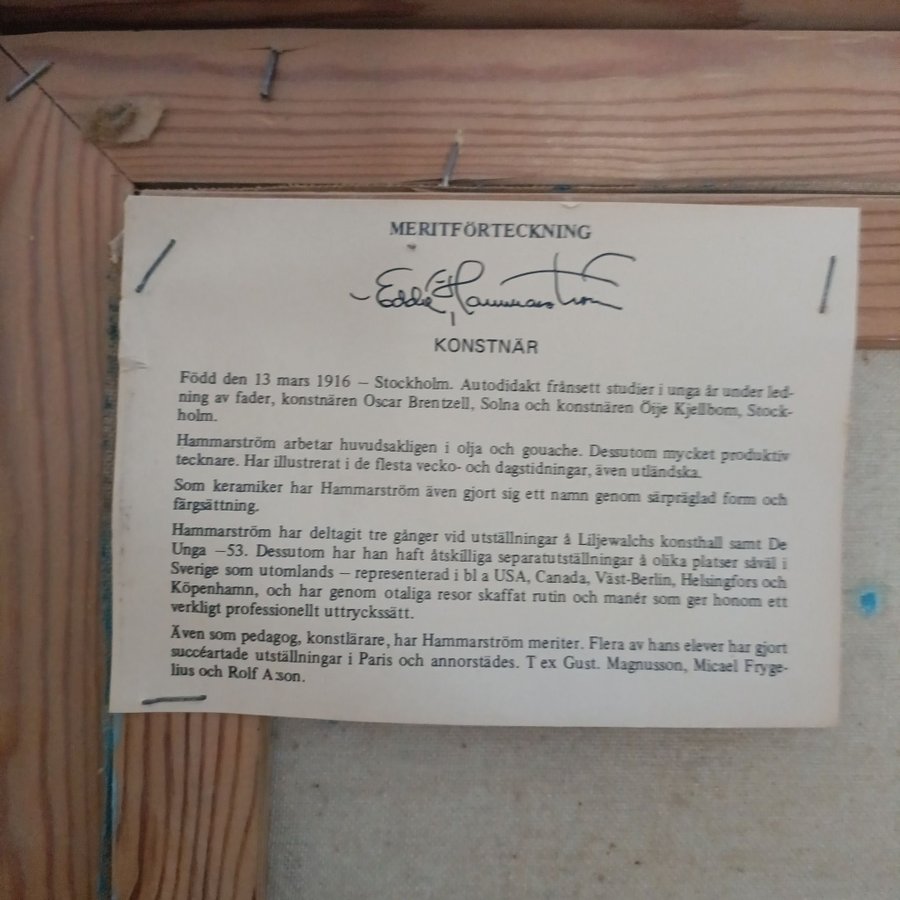 MERITFÖRTECKNING
Eddie Hammarström
KONSTNÄR
Född den 13 mars 1916 – Stockholm. Autodidakt frånsett studier i unga år under led-
ning av fader, konstnären Oscar Brentzell, Solna och konstnären Ötje Kjellbom, Stock-
holm.
Hammarström arbetar huvudsakligen i olja och gouache. Dessutom mycket produktiv
tecknare. Har illustrerat i de flesta vecko- och dagstidningar, även utländska.
Som keramiker har Hammarström även gjort sig ett namn genom särpräglad form och
färgsättning.
Hammarström har deltagit tre gånger vid utställningar å Liljewalchs konsthall samt De
Unga –53. Dessutom har han haft åtskilliga separatutställningar å olika platser såväl i
Sverige som utomlands – representerad i bl a USA, Canada, Väst-Berlin, Helsingfors och
Köpenhamn, och har genom otaliga resor skaffat rutin och manér som ger honom ett
verkligt professionellt uttryckssätt.
Även som pedagog, konstlärare, har Hammarström meriter. Flera av hans elever har gjort
succéartade utställningar i Paris och annorstädes. T ex Gust. Magnusson, Micael Fryge-
lius och Rolf A:son.